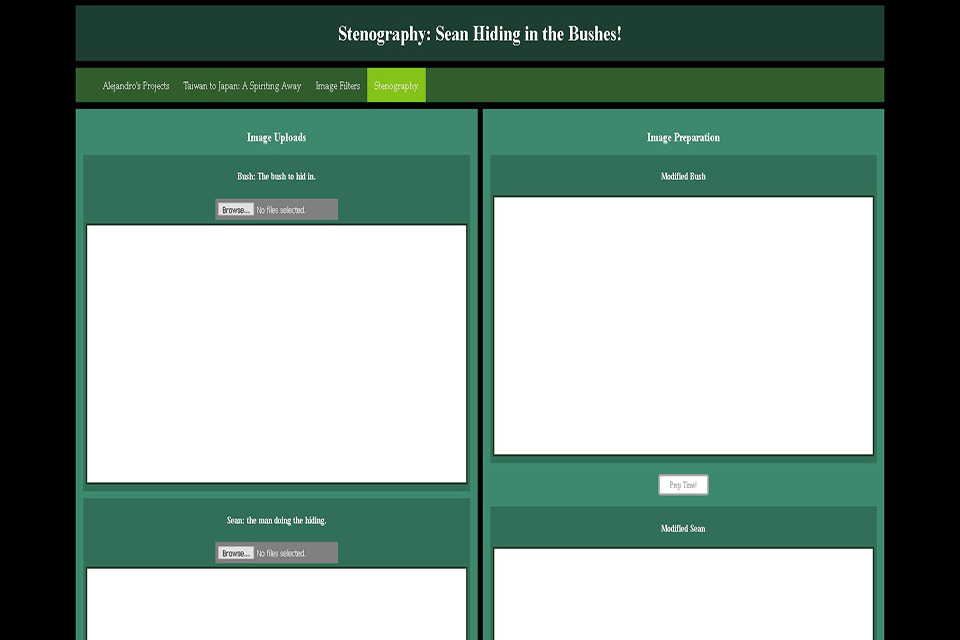 Stenography: Sean Hiding in the Bushes!
Alejandro's Projects Taiwan to Japan: A Spiriting Away Image Filters Stenography
Image Uploads
Bush: The bush to hid in.
Browse... No files selected.
Sean: the man doing the hiding.
Browse... No files selected.
Image Preparation
Modified Bush
Prep Time!
Modified Sean